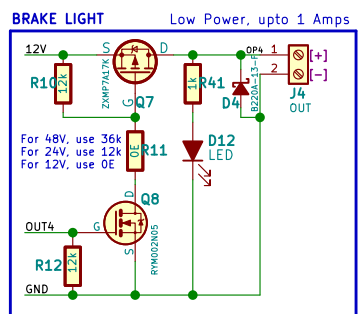 BRAKE LIGHT
Low Power, upto 1 Amps
12V
S
D
OP4
1
[+]
R10
12k
ZXMP7A17K
G
Q7
R41
1k
D4
B220A-13-F
2
[-]
J4
OUT
For 48V, use 36k
For 24V, use 12k
For 12V, use 0E
0E
R11
D12
LED
D
Q8
OUT4
G
R12
12k
S
RYM002N05
GND